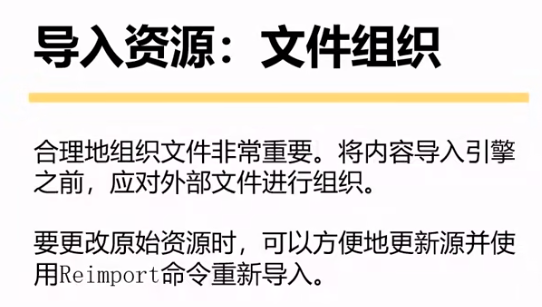 导入资源：文件组织
合理地组织文件非常重要。将内容导入引擎
之前，应对外部文件进行组织。
要更改原始资源时，可以方便地更新源并使
用Reimport命令重新导入。